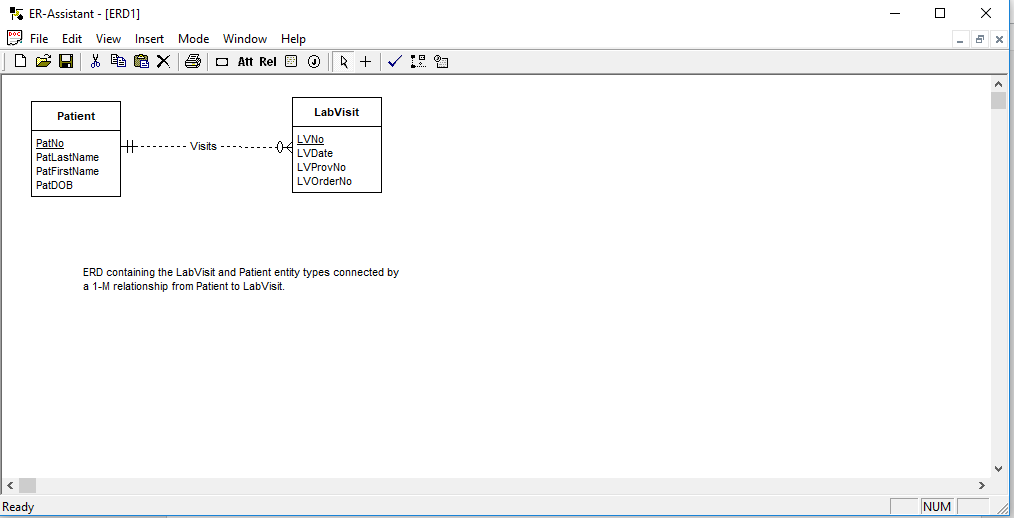 ER-Assistant - [ERD1]
DOC
File Edit View Insert Mode Window Help
Att Rel J
Patient
PatNo
PatLastName
PatFirstName
PatDOB
Visits
LabVisit
LVNo
LVDate
LVProvNo
LVOrderNo
ERD containing the LabVisit and Patient entity types connected by
a 1-M relationship from Patient to LabVisit.
Ready NUM